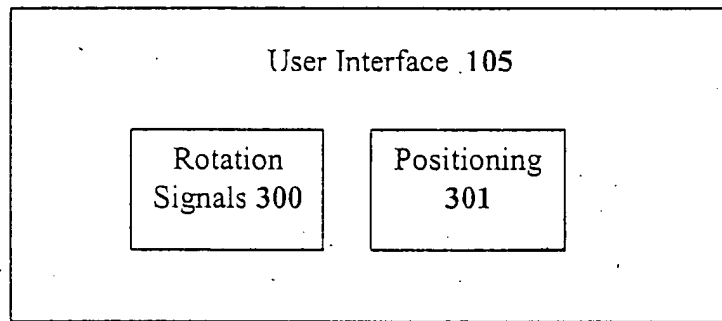 User Interface 105
Rotation
Signals 300
Positioning
301